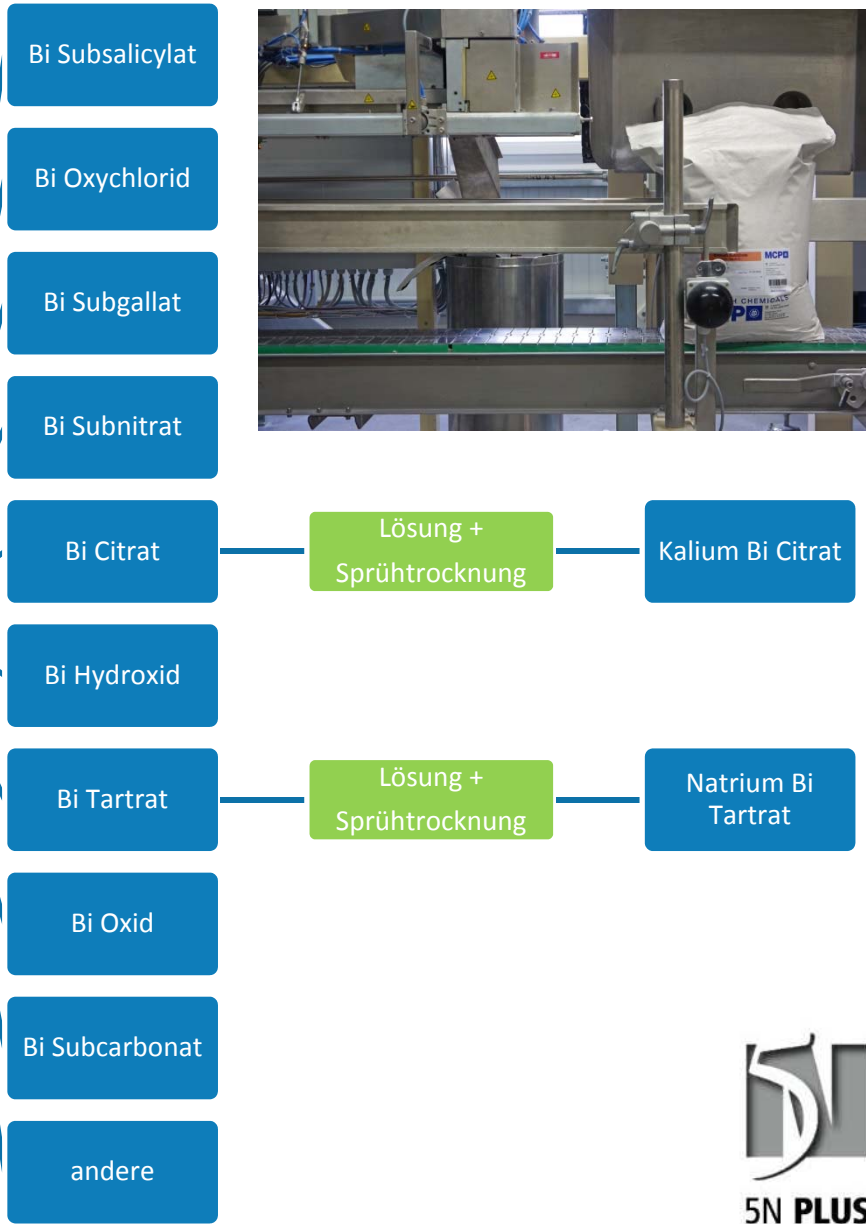 Bi Subsalicylat
Bi Oxychlorid
Bi Subgallat
Bi Subnitrat
MCP
CHEMICALS
Bi Citrat
Lösung +
Sprühtrocknung
Kalium Bi Citrat
Bi Hydroxid
Bi Tartrat
Lösung +
Sprühtrocknung
Natrium Bi
Tartrat
Bi Oxid
Bi Subcarbonat
andere
5N
5N PLUS